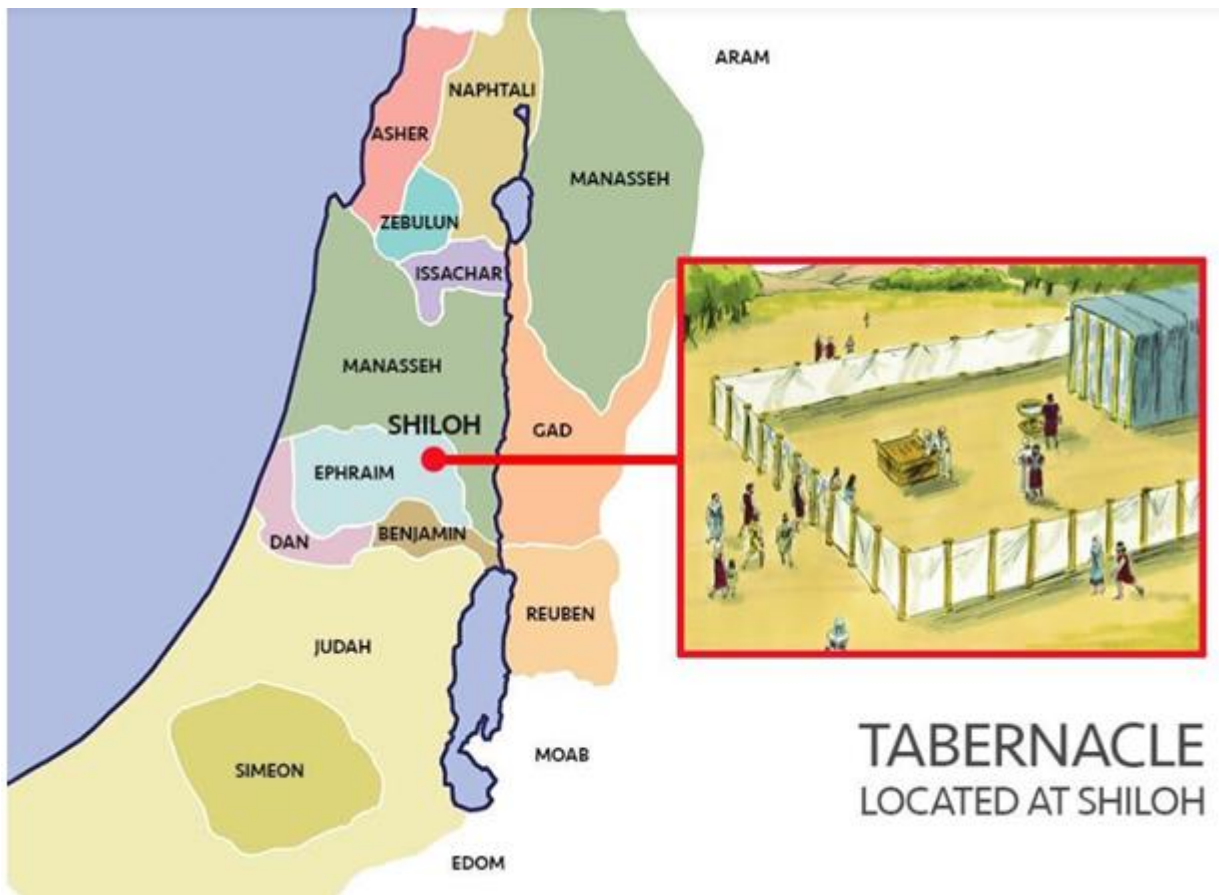 ARAM
NAPHTALI
ASHER
MANASSEH
ZEBULUN
ISSACHAR
MANASSEH
SHILOH
GAD
EPHRAIM
BENJAMIN
DAN
REUBEN
JUDAH
MOAB
SIMEON
EDOM
TABERNACLE
LOCATED AT SHILOH